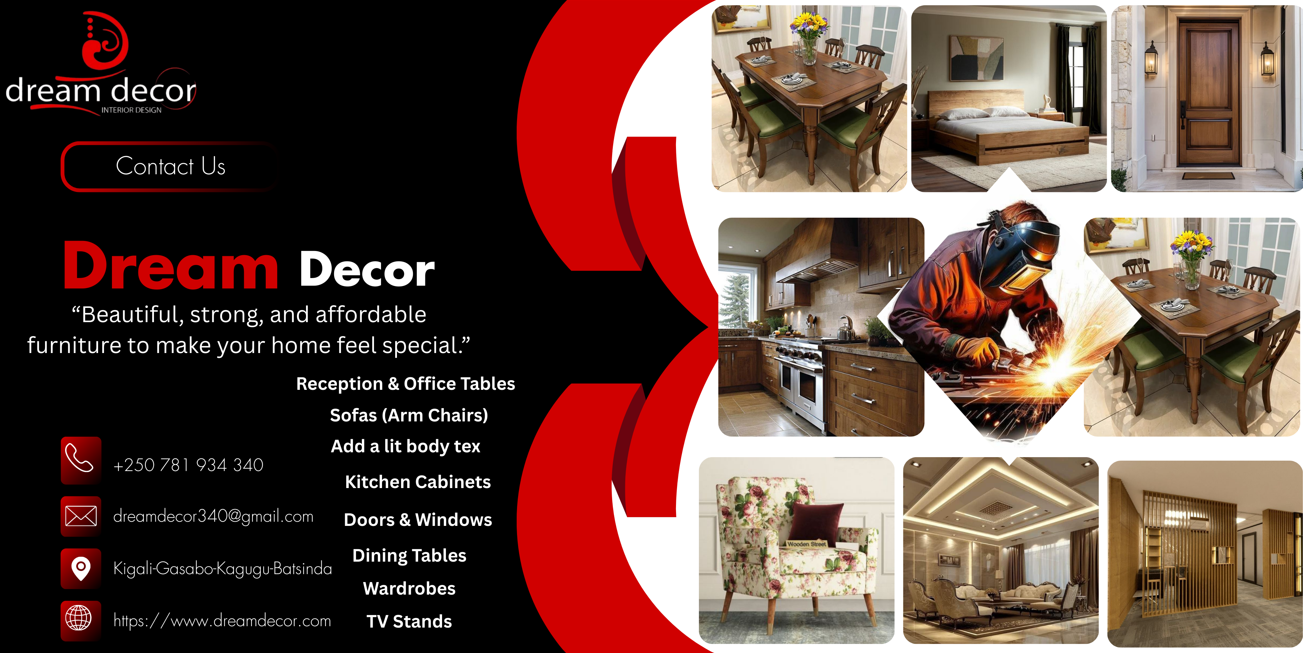 dream decor
INTERIOR DESIGN
Contact Us
Dream Decor
“Beautiful, strong, and affordable
furniture to make your home feel special.”
Reception & Office Tables
Sofas (Arm Chairs)
Add a lit body tex
Kitchen Cabinets
Doors & Windows
Dining Tables
Wardrobes
TV Stands
+250 781 934 340
dreamdecor340@gmail.com
Kigali-Gasabo-Kagugu-Batsinda
https://www.dreamdecor.com
Wooden Street